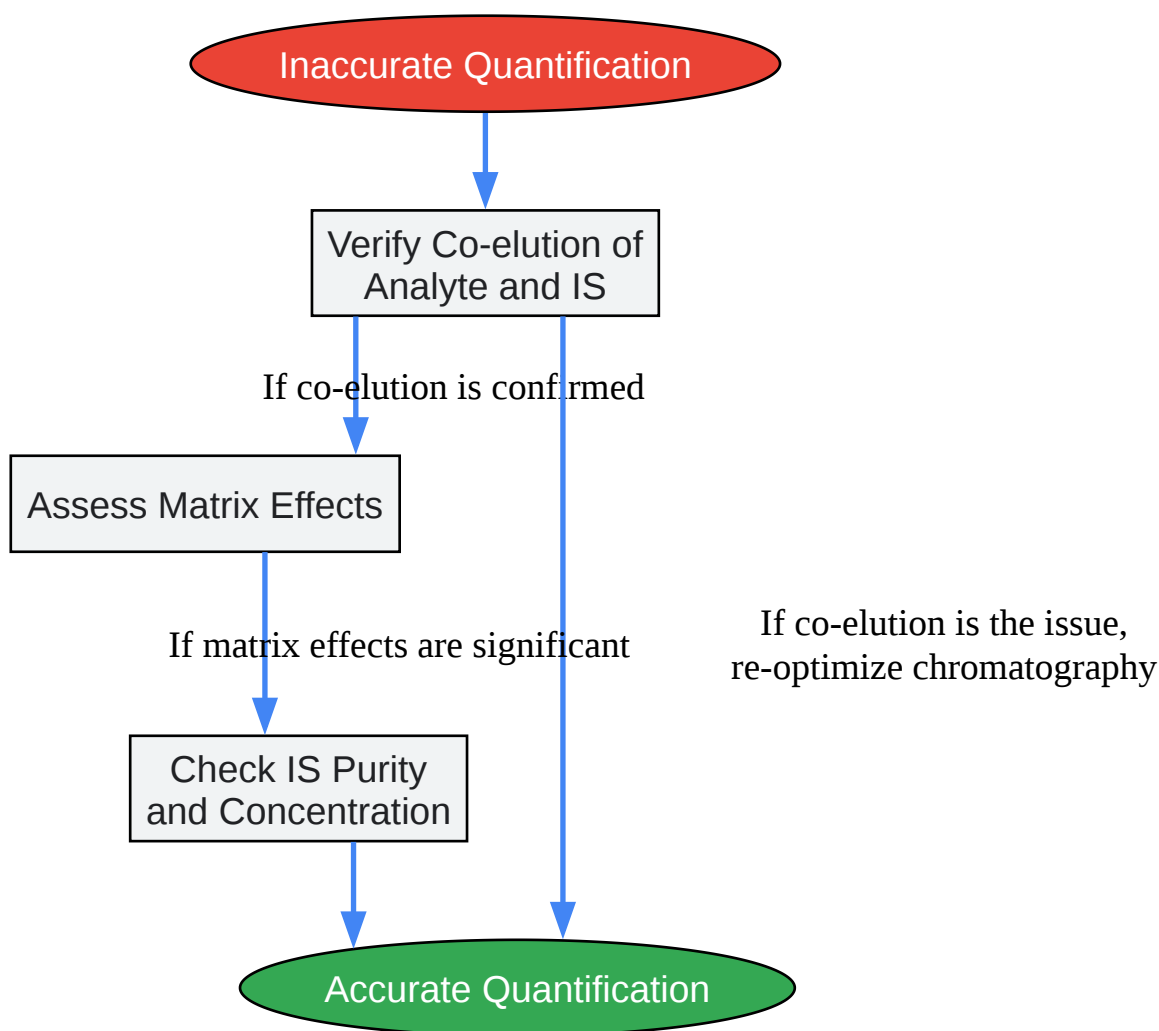 Inaccurate Quantification
Verify Co-elution of
Analyte and IS
If co-elution is confirmed
Assess Matrix Effects
If co-elution is the issue,
re-optimize chromatography
If matrix effects are significant
Check IS Purity
and Concentration
Accurate Quantification